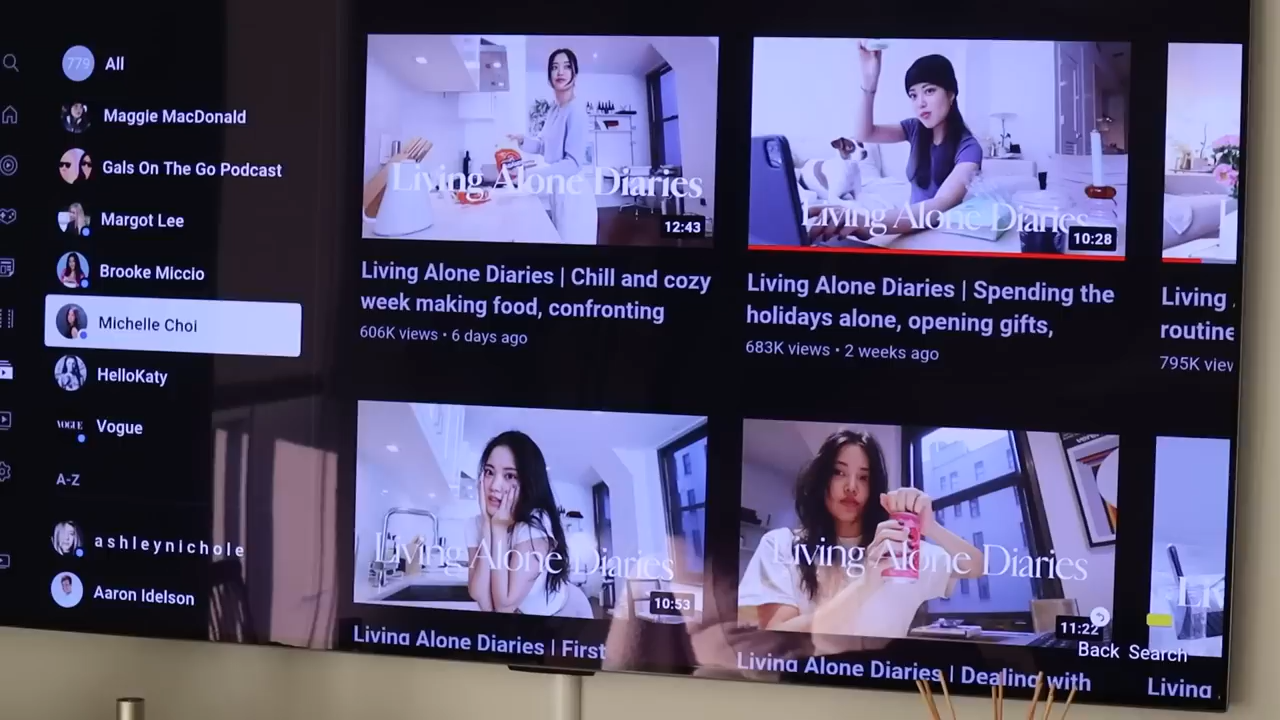 779 All
Maggie MacDonald
Gals On The Go Podcast
Margot Lee
Brooke Miccio
Michelle Choi
HelloKaty
VOGUE Vogue
A-Z
ashleynichole
Aaron Idelson
Living Alone Diaries
12:43
Living Alone Diaries | Chill and cozy
week making food, confronting
606K views • 6 days ago
Living Alone Diaries
10:28
Living Alone Diaries | Spending the
holidays alone, opening gifts,
683K views • 2 weeks ago
Living
routine
795K view
Living Alone Diaries
10:53
Living Alone Diaries | First
Living Alone Diaries
11:22
Living Alone Diaries | Dealing with
Back Search
Living